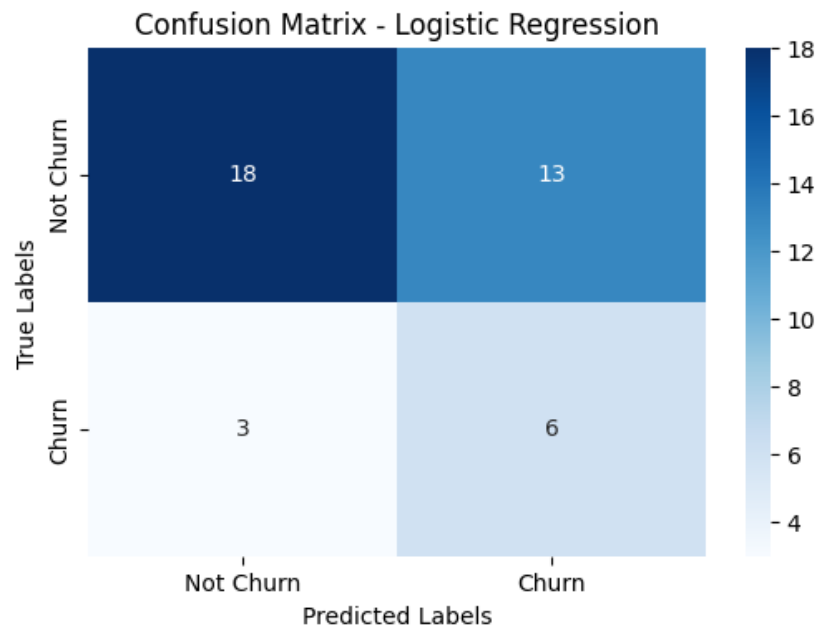 Confusion Matrix - Logistic Regression
18
16
14
12
10
8
6
4
Not Churn
18
13
True Labels
Churn
3
6
Not Churn
Churn
Predicted Labels